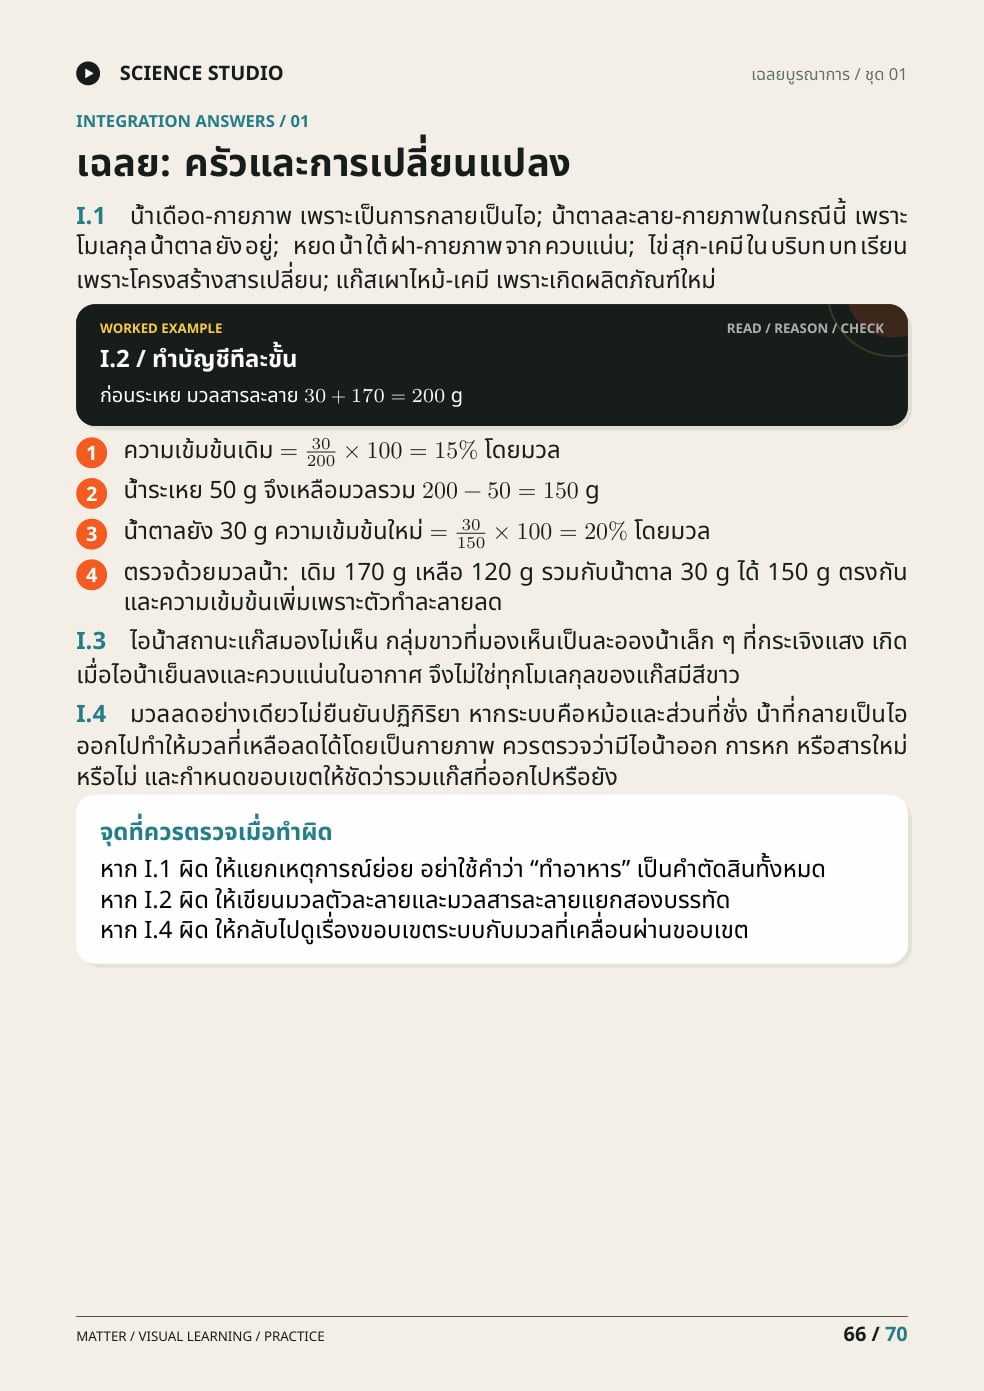 SCIENCE STUDIO
เฉลยบูรณาการ / ชุด 01
INTEGRATION ANSWERS / 01
เฉลย: ครัวและการเปลี่ยนแปลง
I.1 น้ำเดือด-กายภาพ เพราะเป็นการกลายเป็นไอ; น้ำตาลละลาย-กายภาพในกรณีนี้ เพราะ
โมเลกุลน้ำตาลยังอยู่; หยดน้ำใต้ฝา-กายภาพจากควบแน่น; ไข่สุก-เคมีในบริบทบทเรียน
เพราะโครงสร้างสารเปลี่ยน; แก๊สเผาไหม้-เคมี เพราะเกิดผลิตภัณฑ์ใหม่
WORKED EXAMPLE
READ / REASON / CHECK
I.2 / ทำบัญชีทีละขั้น
ก่อนระเหย มวลสารละลาย 30 + 170 = 200 g
1 ความเข้มข้นเดิม = 30/200 × 100 = 15% โดยมวล
2 น้ำระเหย 50 g จึงเหลือมวลรวม 200 − 50 = 150 g
3 น้ำตาลยัง 30 g ความเข้มข้นใหม่ = 30/150 × 100 = 20% โดยมวล
4 ตรวจด้วยมวลน้ำ: เดิม 170 g เหลือ 120 g รวมกับน้ำตาล 30 g ได้ 150 g ตรงกัน
และความเข้มข้นเพิ่มเพราะตัวทำละลายลด
I.3 ไอน้ำสถานะแก๊สมองไม่เห็น กลุ่มขาวที่มองเห็นเป็นละอองน้ำเล็ก ๆ ที่กระเจิงแสง เกิด
เมื่อไอน้ำเย็นลงและควบแน่นในอากาศ จึงไม่ใช่ทุกโมเลกุลของแก๊สมีสีขาว
I.4 มวลลดอย่างเดียวไม่ยืนยันปฏิกิริยา หากระบบคือหม้อและส่วนที่ชั่ง น้ำที่กลายเป็นไอ
ออกไปทำให้มวลที่เหลือลดได้โดยเป็นกายภาพ ควรตรวจว่ามีไอน้ำออก การหก หรือสารใหม่
หรือไม่ และกำหนดขอบเขตให้ชัดว่ารวมแก๊สที่ออกไปหรือยัง
จุดที่ควรตรวจเมื่อทำผิด
หาก I.1 ผิด ให้แยกเหตุการณ์ย่อย อย่าใช้คำว่า “ทำอาหาร” เป็นคำตัดสินทั้งหมด
หาก I.2 ผิด ให้เขียนมวลตัวละลายและมวลสารละลายแยกสองบรรทัด
หาก I.4 ผิด ให้กลับไปดูเรื่องขอบเขตระบบกับมวลที่เคลื่อนผ่านขอบเขต
MATTER / VISUAL LEARNING / PRACTICE
66 / 70